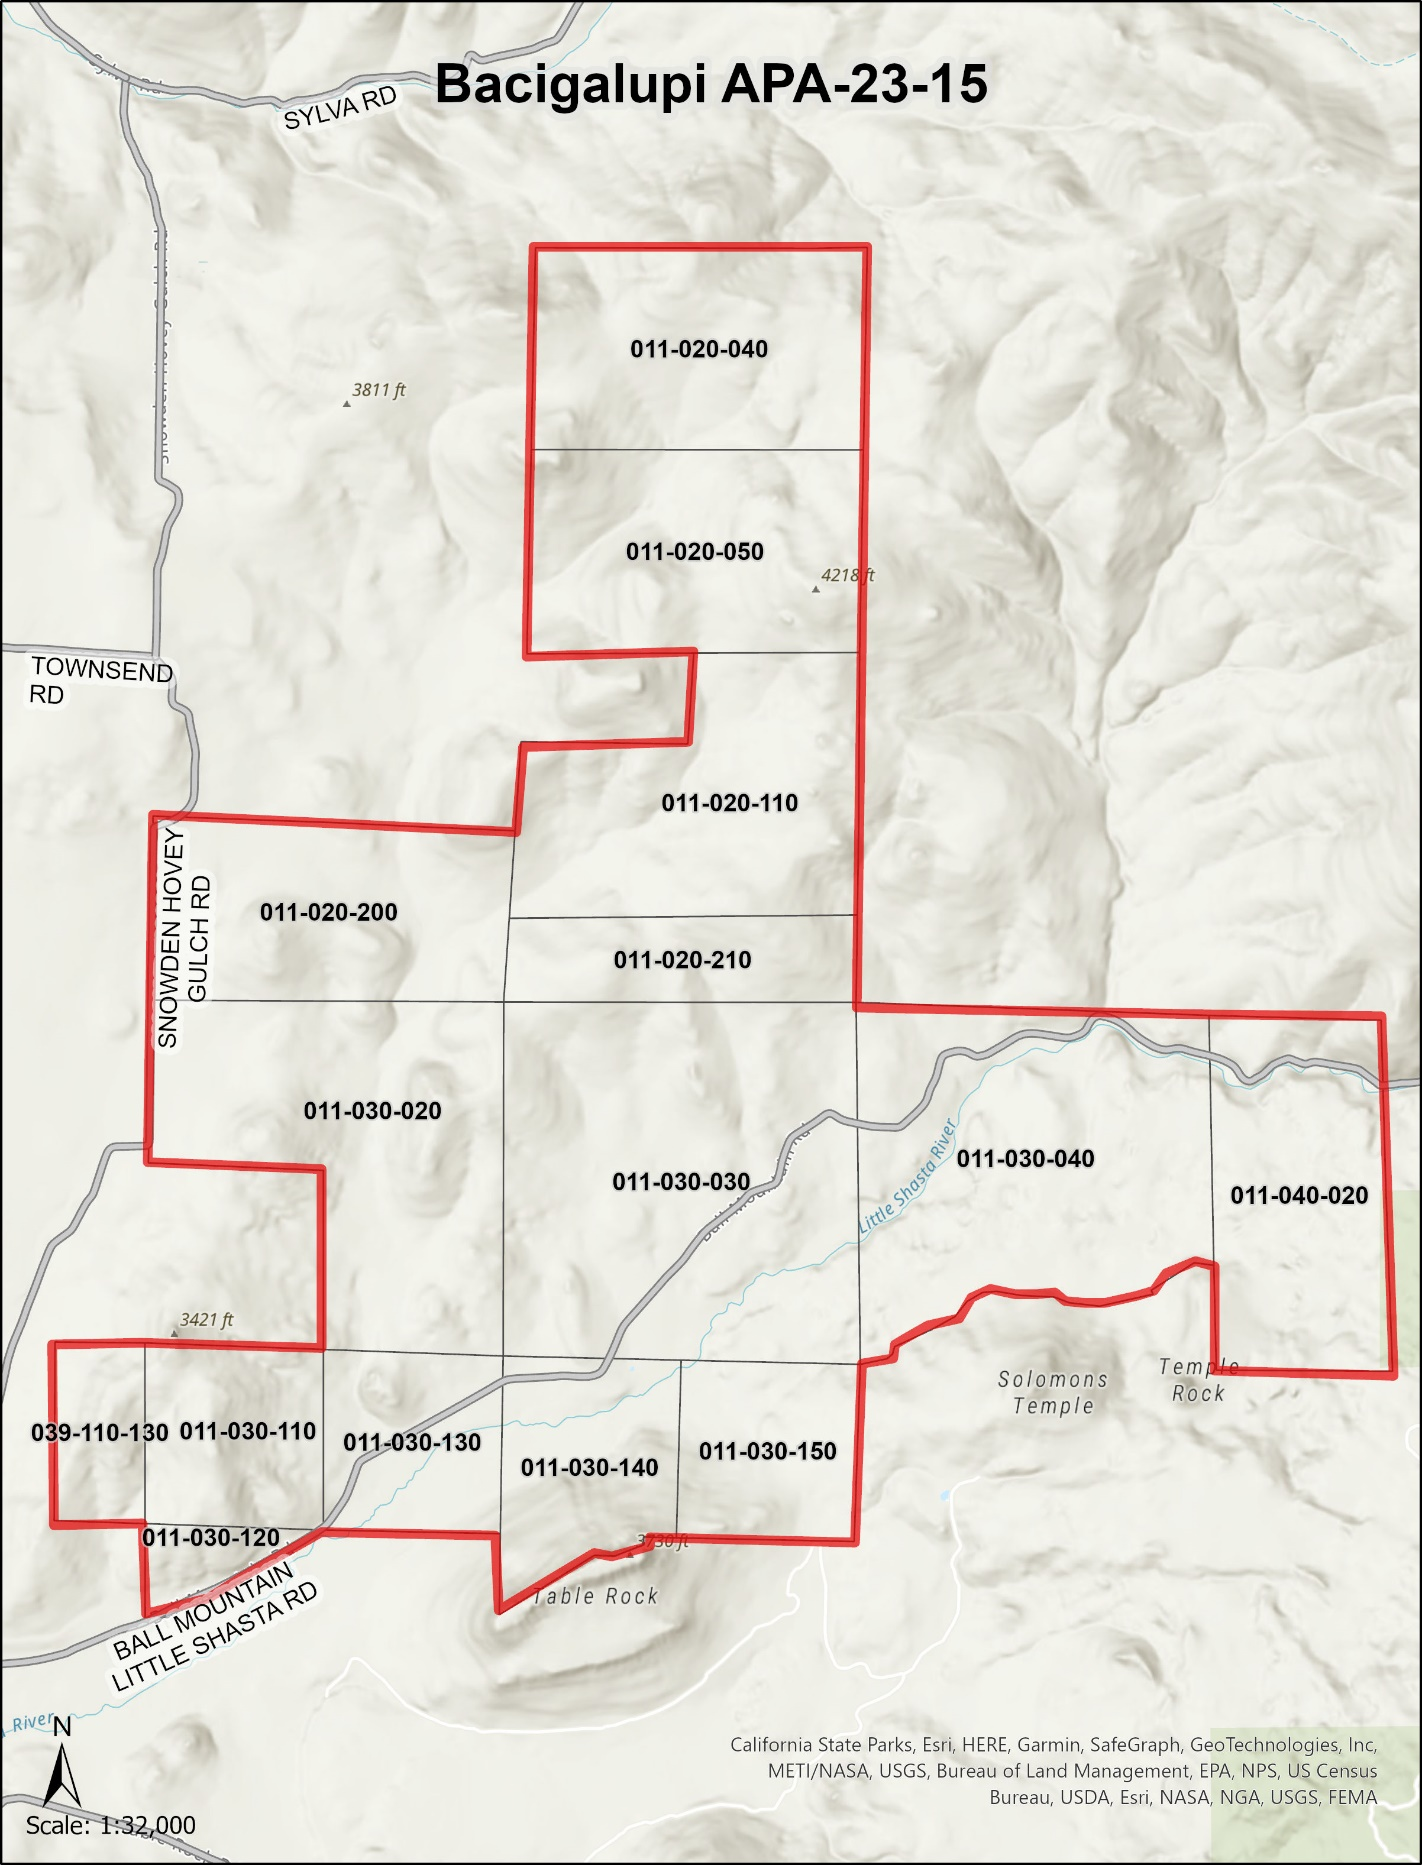 Bacigalupi APA-23-15
SYLVA RD
011-020-040
3811 ft
011-020-050
4218 ft
TOWNSEND
RD
011-020-110
SNOWDEN HOVEY
GULCH RD
011-020-200
011-020-210
011-030-020
011-030-030
Little Shasta River
011-030-040
011-040-020
3421 ft
Solomons
Temple
Temple
Rock
039-110-130
011-030-110
011-030-130
011-030-140
011-030-150
011-030-120
3730 ft
Table Rock
BALL MOUNTAIN
LITTLE SHASTA RD
River
N
Scale: 1:32,000
California State Parks, Esri, HERE, Garmin, SafeGraph, GeoTechnologies, Inc,
METI/NASA, USGS, Bureau of Land Management, EPA, NPS, US Census
Bureau, USDA, Esri, NASA, NGA, USGS, FEMA